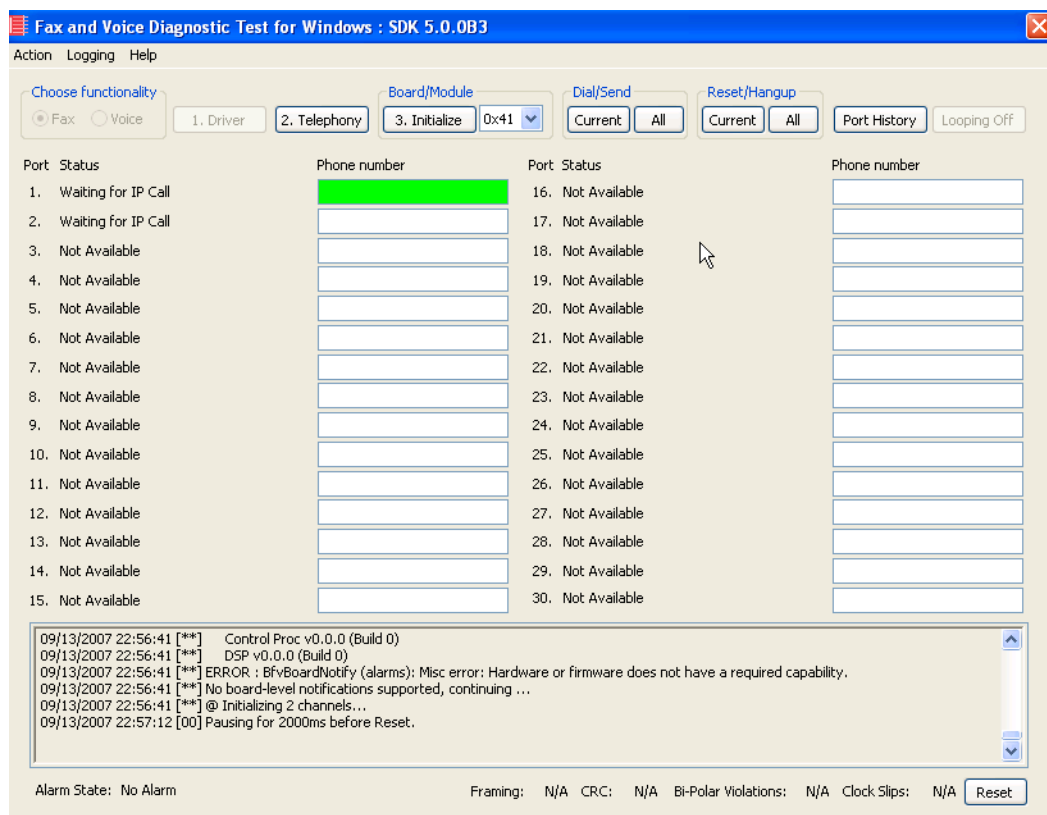 Fax and Voice Diagnostic Test for Windows : SDK 5.0.0B3
Action Logging Help
Choose functionality Board/Module Dial/Send Reset/Hangup
Fax Voice 1. Driver 2. Telephony 3. Initialize 0x41 Current All Current All Port History Looping Off
Port Status Phone number Port Status Phone number
1. Waiting for IP Call 16. Not Available
2. Waiting for IP Call 17. Not Available
3. Not Available 18. Not Available
4. Not Available 19. Not Available
5. Not Available 20. Not Available
6. Not Available 21. Not Available
7. Not Available 22. Not Available
8. Not Available 23. Not Available
9. Not Available 24. Not Available
10. Not Available 25. Not Available
11. Not Available 26. Not Available
12. Not Available 27. Not Available
13. Not Available 28. Not Available
14. Not Available 29. Not Available
15. Not Available 30. Not Available
09/13/2007 22:56:41 [**] Control Proc v0.0.0 (Build 0)
09/13/2007 22:56:41 [**] DSP v0.0.0 (Build 0)
09/13/2007 22:56:41 [**] ERROR : BfvBoardNotify (alarms): Misc error: Hardware or firmware does not have a required capability.
09/13/2007 22:56:41 [**] No board-level notifications supported, continuing ...
09/13/2007 22:56:41 [**] @ Initializing 2 channels...
09/13/2007 22:57:12 [00] Pausing for 2000ms before Reset.
Alarm State: No Alarm Framing: N/A CRC: N/A Bi-Polar Violations: N/A Clock Slips: N/A Reset